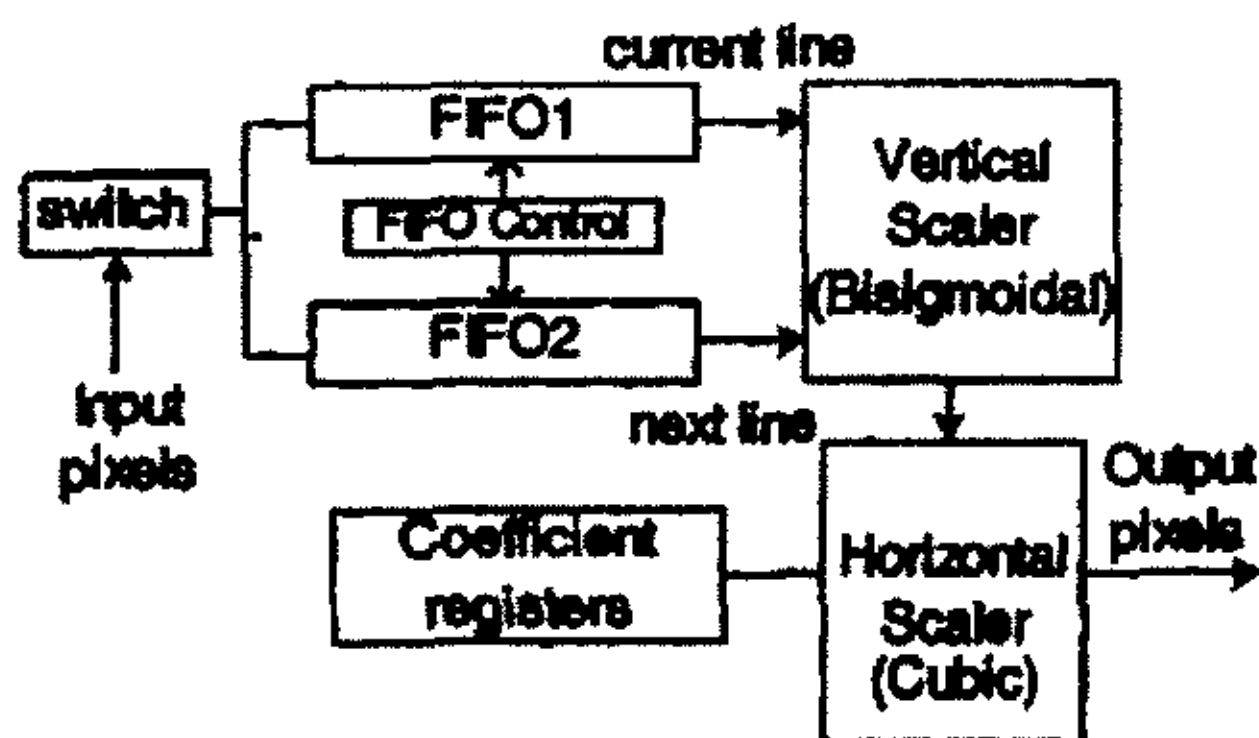 current line
FIFO1
switch
FIFO Control
FIFO2
Vertical
Scaler
(Bisigmoidal)
Input
pixels
next line
Coefficient
registers
Horizontal
Scaler
(Cubic)
Output
pixels